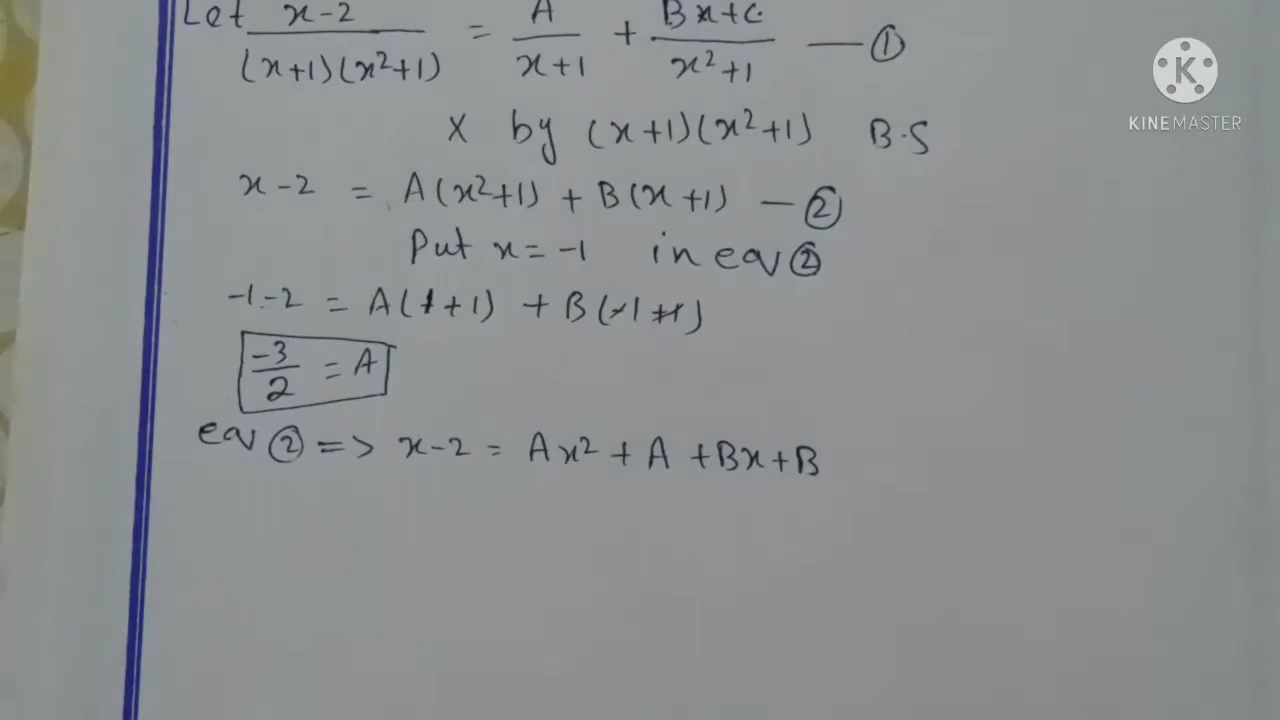 Let x-2/(x+1)(x²+1) = A/x+1 + Bx+C/x²+1 — ①
× by (x+1)(x²+1) B.S
x-2 = A(x²+1) + B(x+1) — ②
Put x = -1 in eq ②
-1-2 = A(1+1) + B(-1+1)
-3/2 = A
eq ② => x-2 = Ax² + A + Bx + B
KINEMASTER